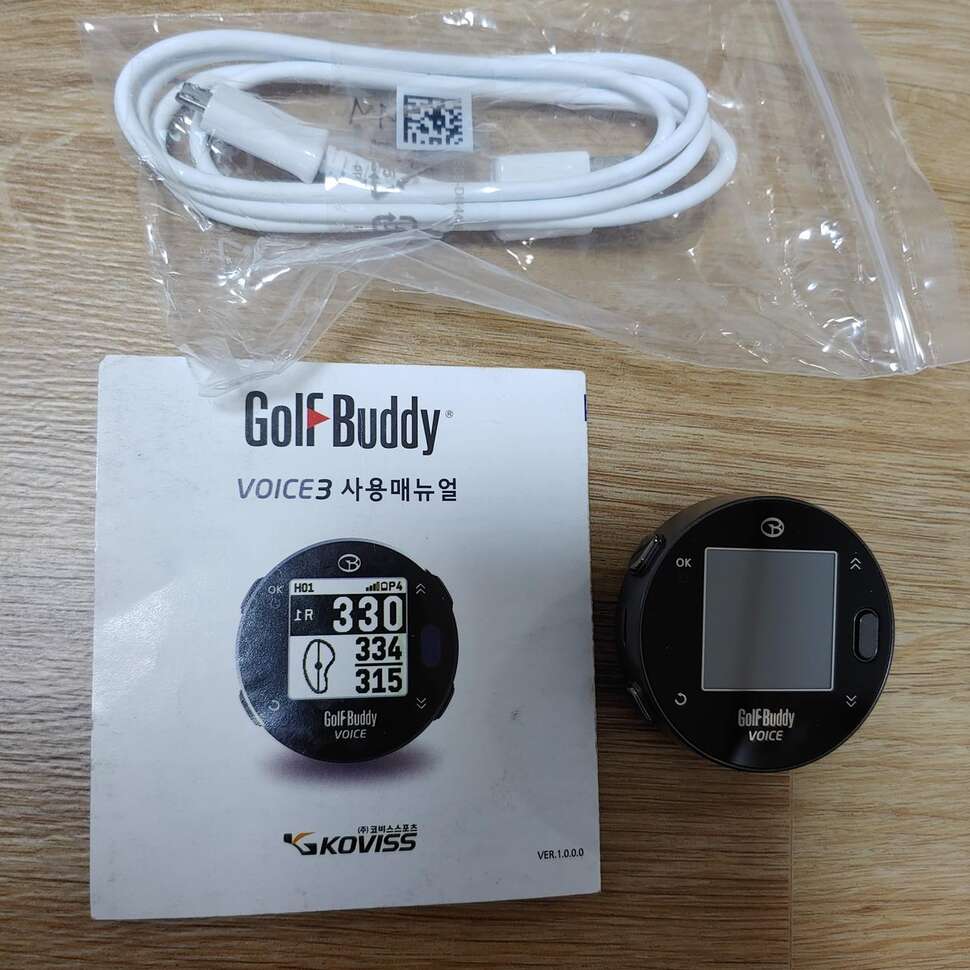 GolfBuddy®
VOICE3 사용매뉴얼
OK
H01
P4
1R
330
334
315
GolfBuddy
VOICE
(주)코비스스포츠
KOVISS
VER.1.0.0.0
OK
GolfBuddy
VOICE